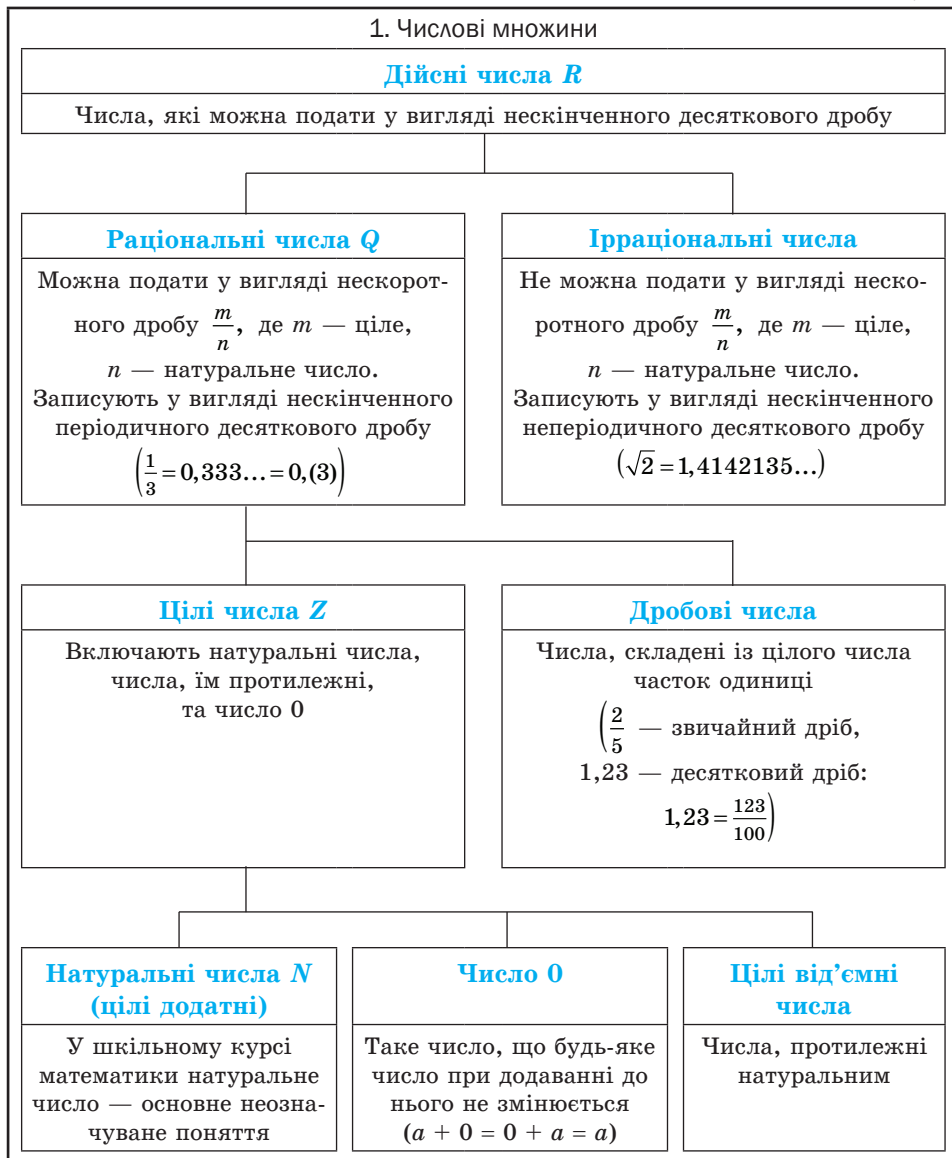 1. Числові множини
Дійсні числа R
Числа, які можна подати у вигляді нескінченного десяткового дробу
Раціональні числа Q
Можна подати у вигляді нескорот-
ного дробу m/n, де m — ціле,
n — натуральне число.
Записують у вигляді нескінченного
періодичного десяткового дробу
(1/3 = 0,333... = 0,(3))
Ірраціональні числа
Не можна подати у вигляді неско-
ротного дробу m/n, де m — ціле,
n — натуральне число.
Записують у вигляді нескінченного
неперіодичного десяткового дробу
(√2 = 1,4142135...)
Цілі числа Z
Включають натуральні числа,
числа, їм протилежні,
та число 0
Дробові числа
Числа, складені із цілого числа
часток одиниці
(2/5 — звичайний дріб,
1,23 — десятковий дріб:
1,23 = 123/100)
Натуральні числа N
(цілі додатні)
У шкільному курсі
математики натуральне
число — основне неозна-
чуване поняття
Число 0
Таке число, що будь-яке
число при додаванні до
нього не змінюється
(a + 0 = 0 + a = a)
Цілі від’ємні
числа
Числа, протилежні
натуральним